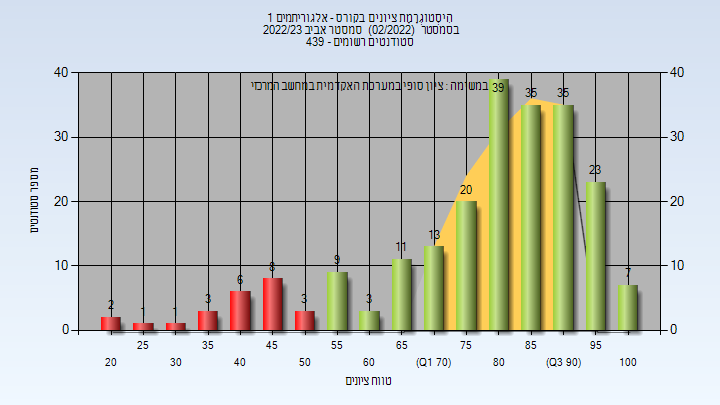 הִיסְטוֹגְרָמַת ציונים בקורס - אלגוריתמים 1
בסמסטר (02/2022) סמסטר אביב 2022/23
סטודנטים רשומים - 439
במשימה : ציון סופי במערכת האקדמית במחשב המרכזי
40 40
30 30
20 20
10 10
0 0
מספר סטודנטים
2 1 1 3 6 8 3 9 3 11 13 20 39 35 35 23 7
25 35 45 55 65 75 85 95
20 30 40 50 60 (Q1 70) 80 (Q3 90) 100
טווח ציונים